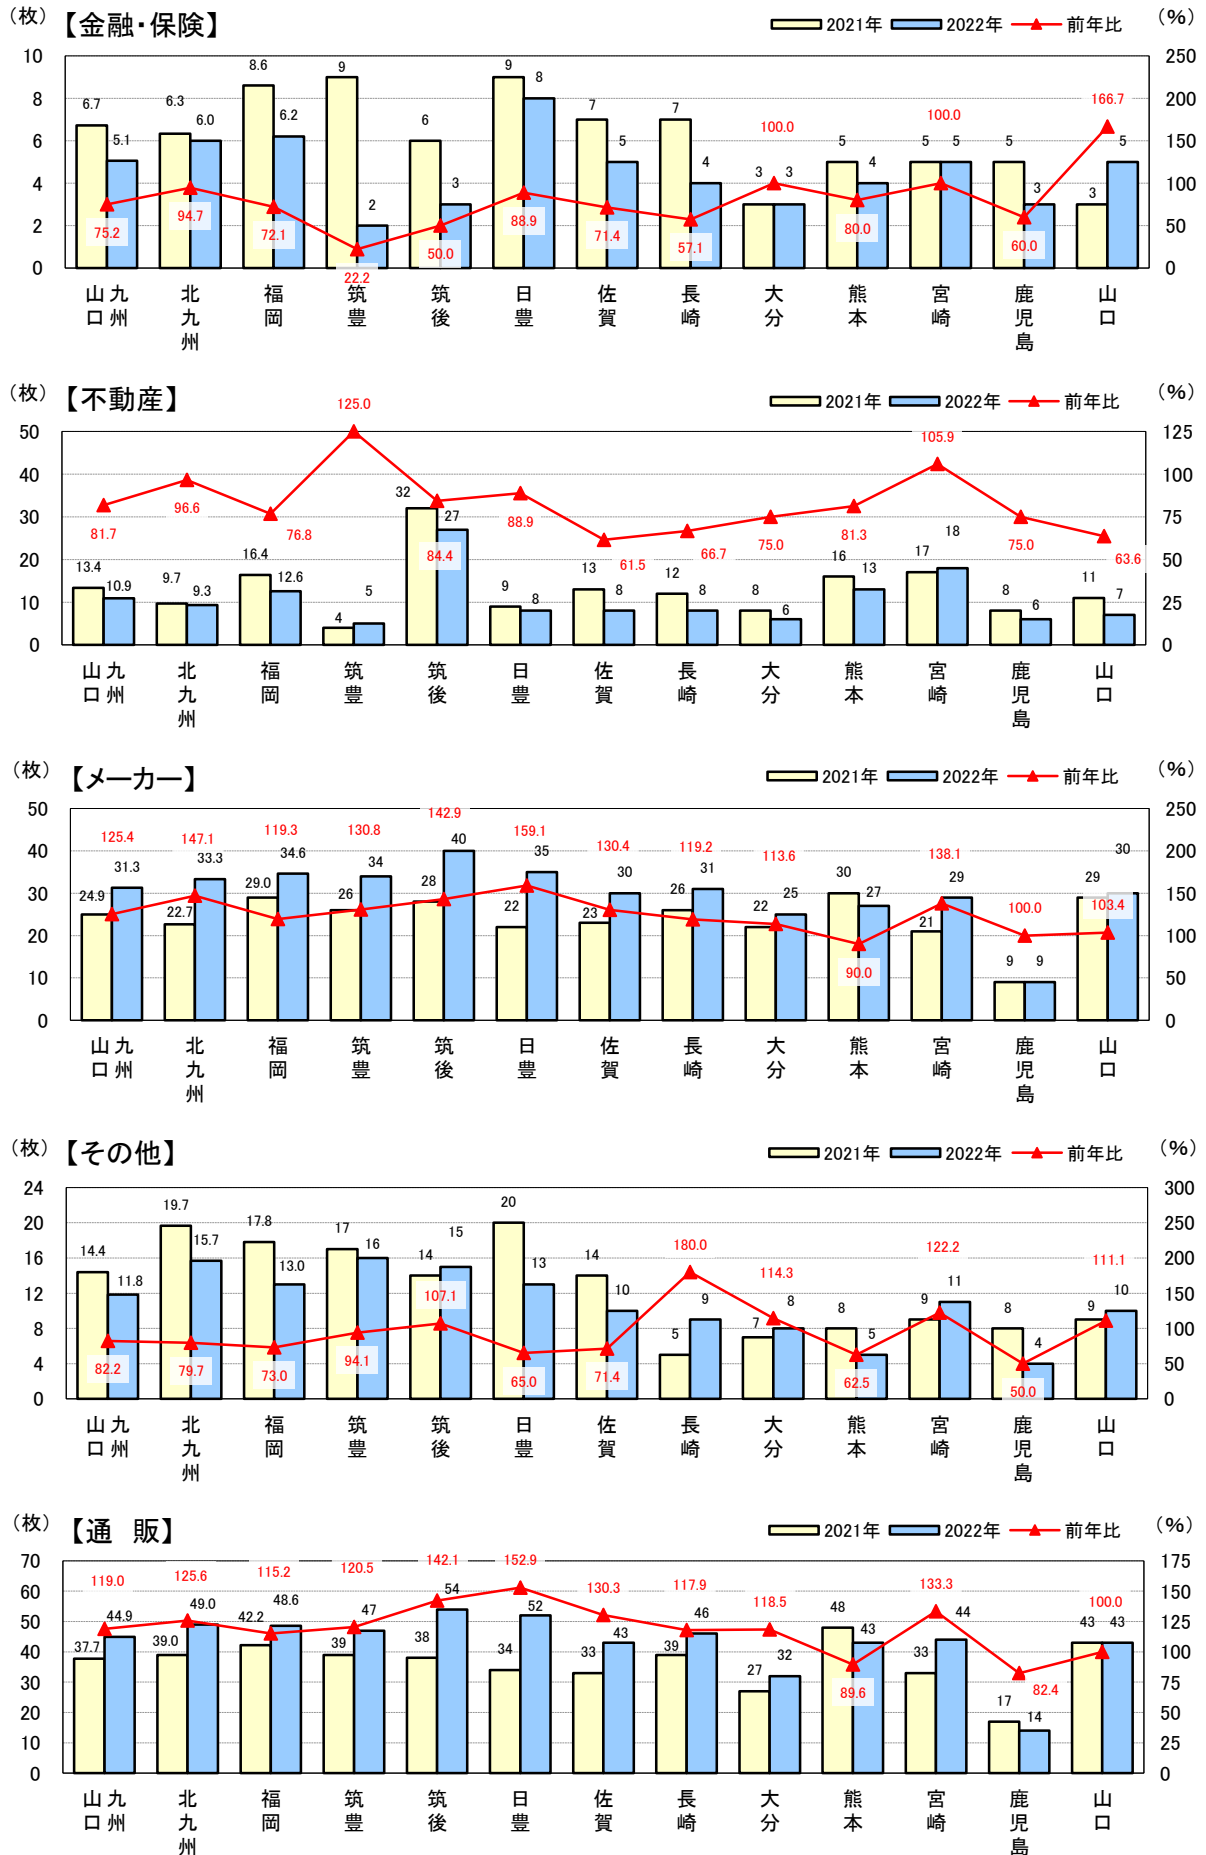 (枚) 【金融・保険】 2021年 2022年 前年比 (%)
10 250
8 200
6 150
4 100
2 50
0 0
6.7 6.3 8.6 9 6 9 7 7 3 5 5 5 3
5.1 6.0 6.2 2 3 8 5 4 3 4 5 3 5
75.2 94.7 72.1 22.2 50.0 88.9 71.4 57.1 100.0 80.0 100.0 60.0 166.7
九州山口 北九州 福岡 筑豊 筑後 日豊 佐賀 長崎 大分 熊本 宮崎 鹿児島 山口
(枚) 【不動産】 2021年 2022年 前年比 (%)
50 125
40 100
30 75
20 50
10 25
0 0
13.4 9.7 16.4 4 32 9 13 12 8 16 17 8 11
10.9 9.3 12.6 5 27 8 8 8 6 13 18 6 7
81.7 96.6 76.8 125.0 84.4 88.9 61.5 66.7 75.0 81.3 105.9 75.0 63.6
九州山口 北九州 福岡 筑豊 筑後 日豊 佐賀 長崎 大分 熊本 宮崎 鹿児島 山口
(枚) 【メーカー】 2021年 2022年 前年比 (%)
50 250
40 200
30 150
20 100
10 50
0 0
24.9 22.7 29.0 26 28 22 23 26 22 30 21 9 29
31.3 33.3 34.6 34 40 35 30 31 25 27 29 9 30
125.4 147.1 119.3 130.8 142.9 159.1 130.4 119.2 113.6 90.0 138.1 100.0 103.4
九州山口 北九州 福岡 筑豊 筑後 日豊 佐賀 長崎 大分 熊本 宮崎 鹿児島 山口
(枚) 【その他】 2021年 2022年 前年比 (%)
24 300
20 250
16 200
12 150
8 100
4 50
0 0
14.4 19.7 17.8 17 14 20 14 5 7 8 9 8 9
11.8 15.7 13.0 16 15 13 10 9 8 5 11 4 10
82.2 79.7 73.0 94.1 107.1 65.0 71.4 180.0 114.3 62.5 122.2 50.0 111.1
九州山口 北九州 福岡 筑豊 筑後 日豊 佐賀 長崎 大分 熊本 宮崎 鹿児島 山口
(枚) 【通 販】 2021年 2022年 前年比 (%)
70 175
60 150
50 125
40 100
30 75
20 50
10 25
0 0
37.7 39.0 42.2 39 38 34 33 39 27 48 33 17 43
44.9 49.0 48.6 47 54 52 43 46 32 43 44 14 43
119.0 125.6 115.2 120.5 142.1 152.9 130.3 117.9 118.5 89.6 133.3 82.4 100.0
九州山口 北九州 福岡 筑豊 筑後 日豊 佐賀 長崎 大分 熊本 宮崎 鹿児島 山口